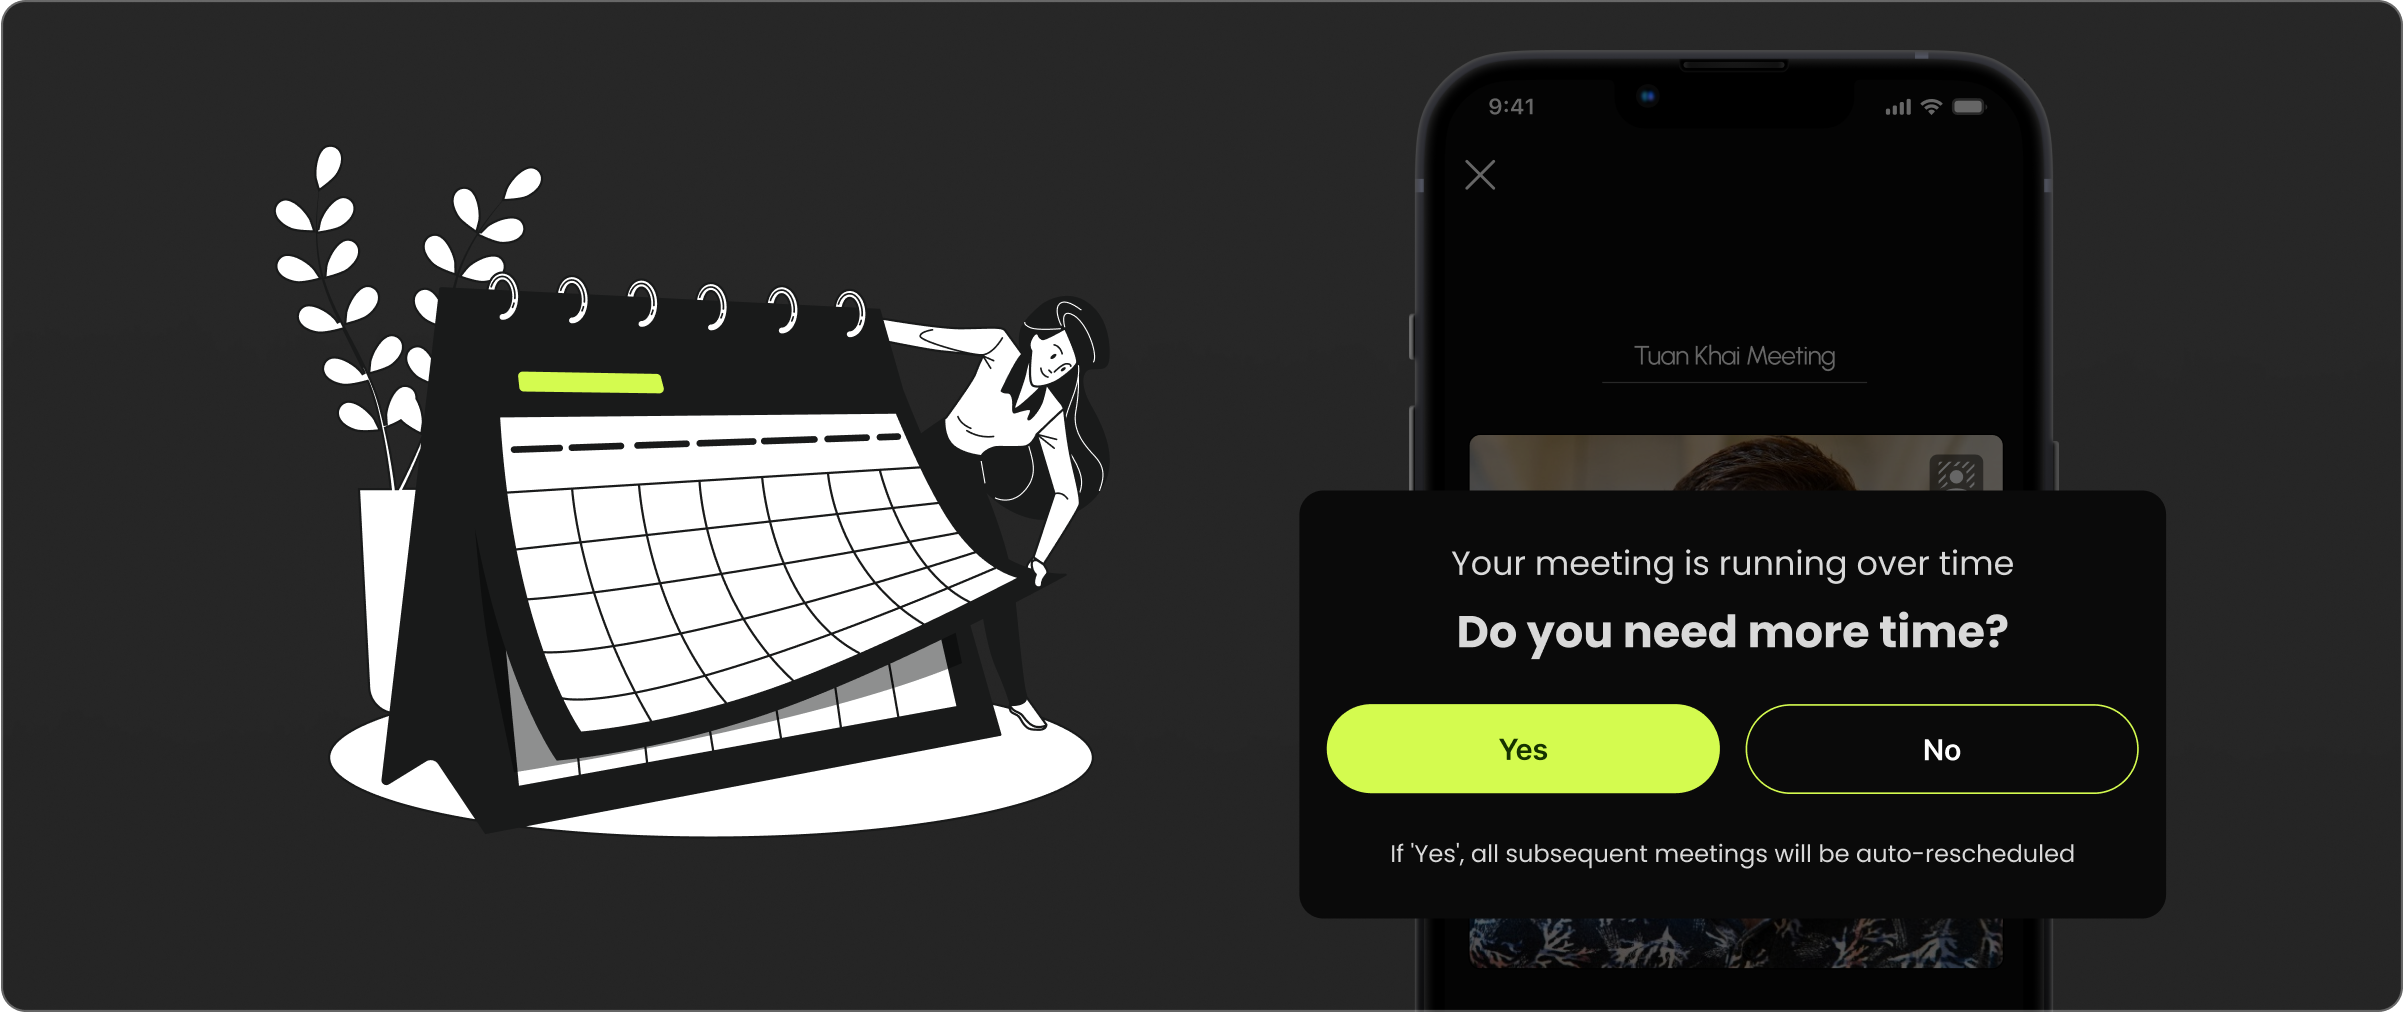 9:41
Tuan Khai Meeting
Your meeting is running over time
Do you need more time?
Yes
No
If 'Yes', all subsequent meetings will be auto-rescheduled